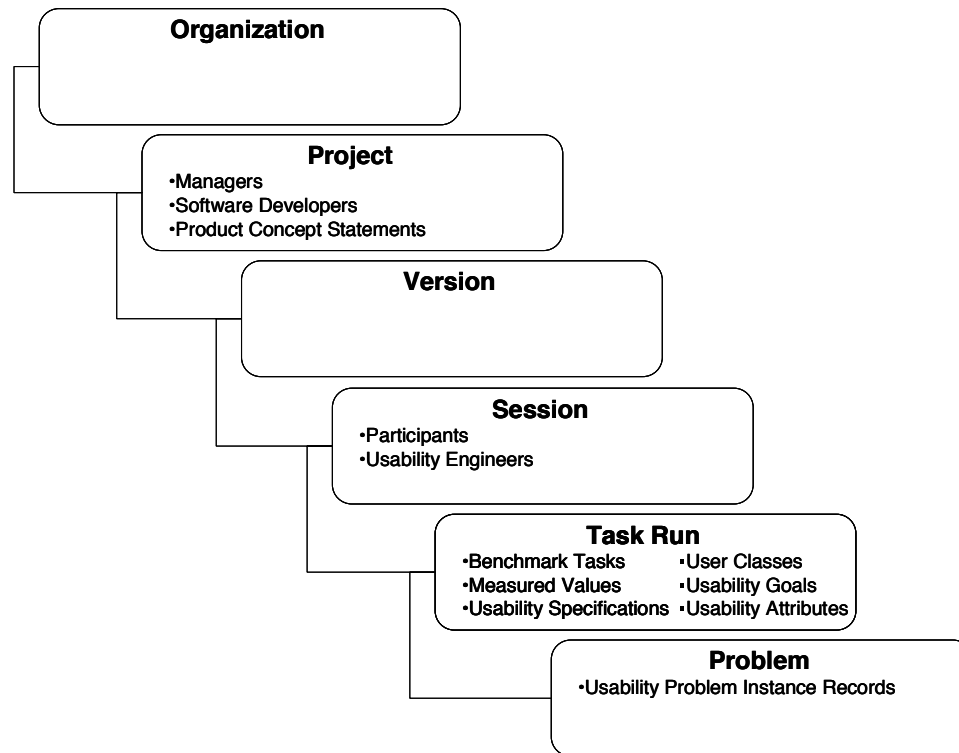 Organization
Project
•Managers
•Software Developers
•Product Concept Statements
Version
Session
•Participants
•Usability Engineers
Task Run
•Benchmark Tasks
•Measured Values
•Usability Specifications
▪User Classes
▪Usability Goals
▪Usability Attributes
Problem
•Usability Problem Instance Records